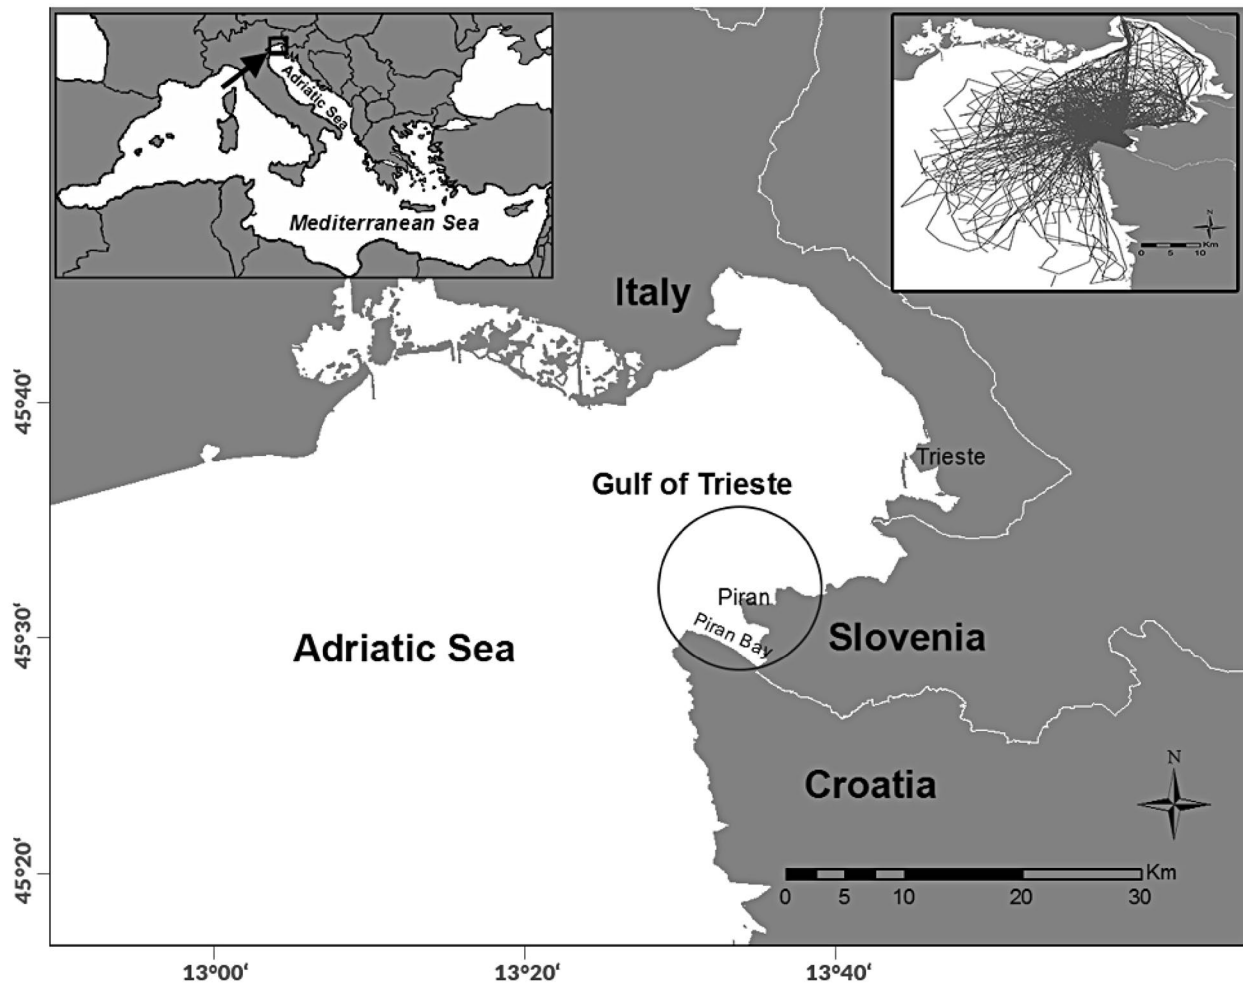 Adriatic Sea
Mediterranean Sea
N
0 5 10 Km
Italy
45°40‘
Trieste
Gulf of Trieste
Piran
Piran Bay
45°30‘
Adriatic Sea
Slovenia
N
Croatia
Km
0 5 10 20 30
45°20‘
13°00‘ 13°20‘ 13°40‘